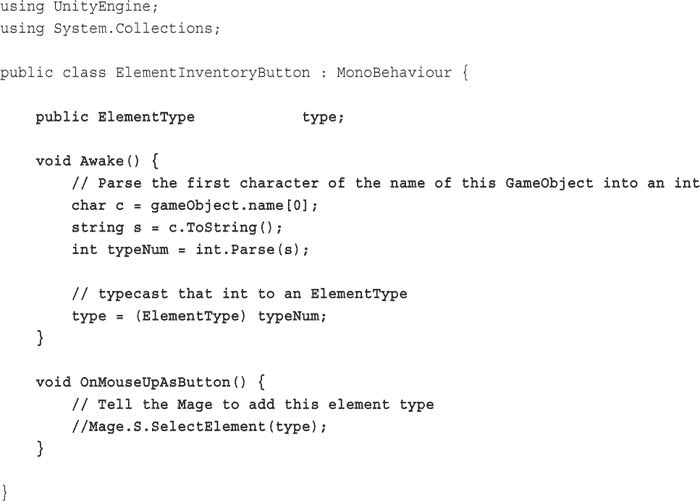 using UnityEngine;
using System.Collections;
public class ElementInventoryButton : MonoBehaviour {
public ElementType type;
void Awake() {
// Parse the first character of the name of this GameObject into an int
char c = gameObject.name[0];
string s = c.ToString();
int typeNum = int.Parse(s);
// typecast that int to an ElementType
type = (ElementType) typeNum;
}
void OnMouseUpAsButton() {
// Tell the Mage to add this element type
//Mage.S.SelectElement(type);
}
}